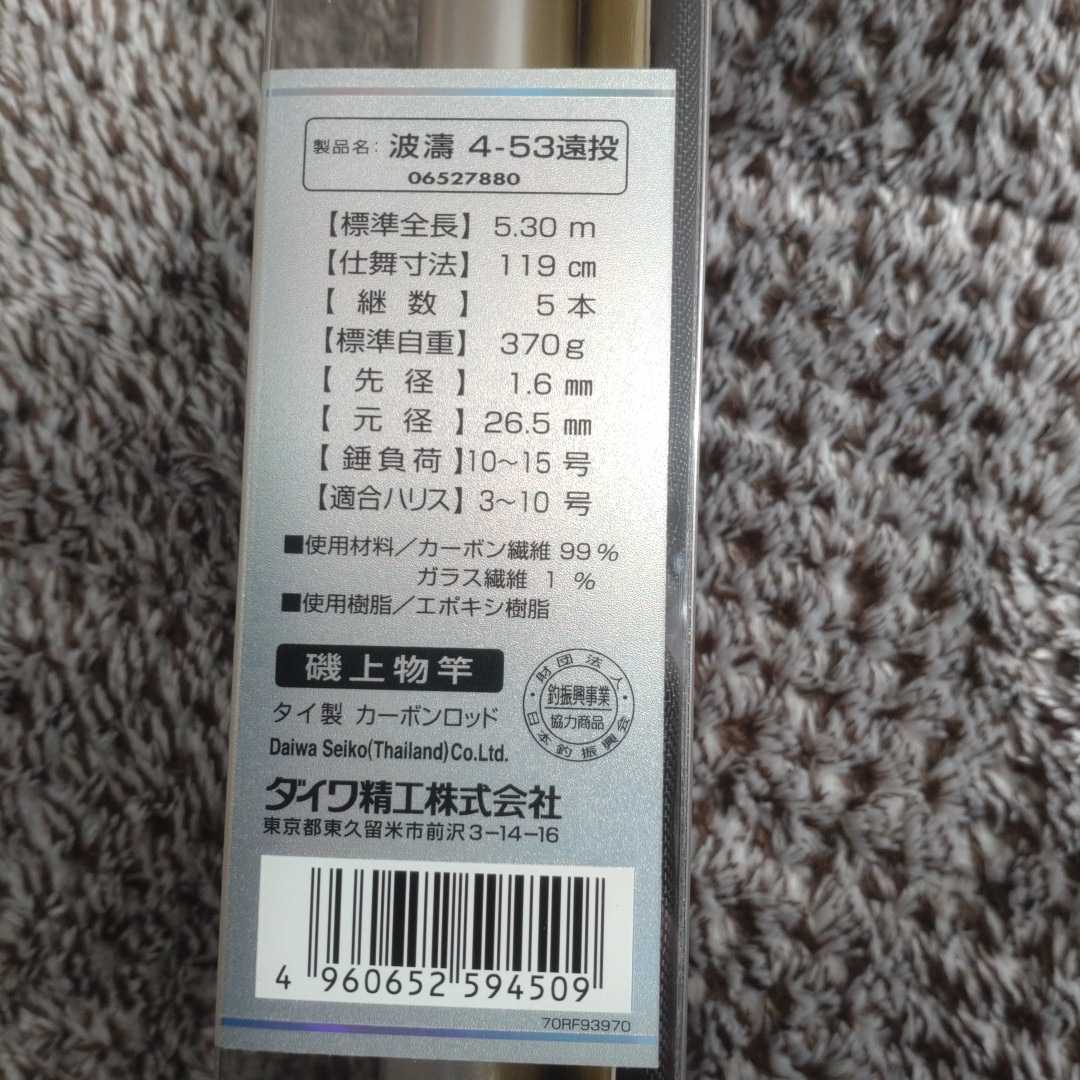 製品名: 波濤 4-53遠投
06527880
【標準全長】 5.30 m
【仕舞寸法】 119 ㎝
【 継 数 】 5 本
【標準自重】 370g
【 先 径 】 1.6 ㎜
【 元 径 】 26.5 ㎜
【 錘負荷 】10〜15 号
【適合ハリス】 3〜10 号
■使用材料／カーボン繊維 99 %
ガラス繊維 1 %
■使用樹脂／エポキシ樹脂
磯上物竿
タイ製 カーボンロッド
Daiwa Seiko(Thailand)Co.Ltd.
財団法人
釣振興事業
協力商品
・日本釣振興会・
ダイワ精工株式会社
東京都東久留米市前沢3-14-16
4 960652 594509
70RF93970